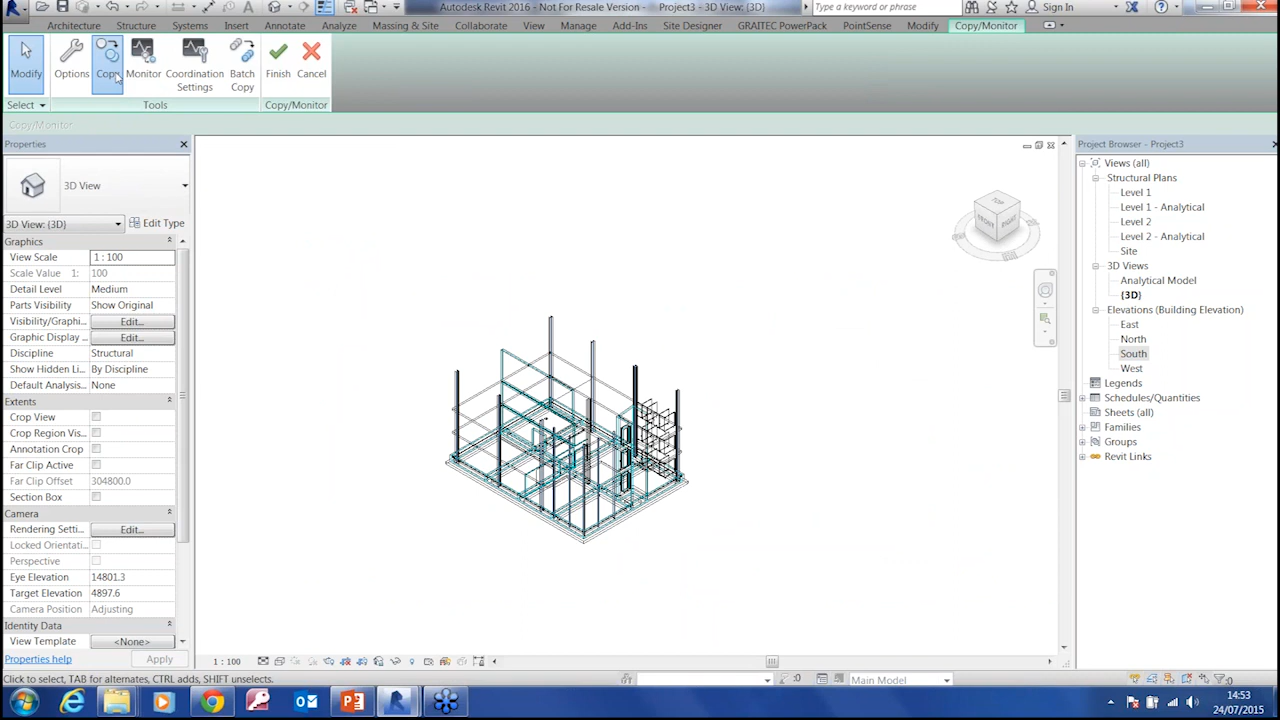 Autodesk Revit 2016 - Not For Resale Version - Project3 - 3D View: {3D}
Type a keyword or phrase
Sign In
Architecture Structure Systems Insert Annotate Analyze Massing & Site Collaborate View Manage Add-Ins Site Designer GRAITEC PowerPack PointSense Modify Copy/Monitor
Modify Options Copy Monitor Coordination Settings Batch Copy Finish Cancel
Select Tools Copy/Monitor
Copy/Monitor
Properties
3D View
3D View: {3D} Edit Type
Graphics
View Scale 1 : 100
Scale Value 1: 100
Detail Level Medium
Parts Visibility Show Original
Visibility/Graphi... Edit...
Graphic Display ... Edit...
Discipline Structural
Show Hidden Li... By Discipline
Default Analysis... None
Extents
Crop View
Crop Region Vis...
Annotation Crop
Far Clip Active
Far Clip Offset 304800.0
Section Box
Camera
Rendering Setti... Edit...
Locked Orientati...
Perspective
Eye Elevation 14801.3
Target Elevation 4897.6
Camera Position Adjusting
Identity Data
View Template <None>
Properties help Apply
TOP
FRONT
RIGHT
1 : 100
Project Browser - Project3
Views (all)
Structural Plans
Level 1
Level 1 - Analytical
Level 2
Level 2 - Analytical
Site
3D Views
Analytical Model
{3D}
Elevations (Building Elevation)
East
North
South
West
Legends
Schedules/Quantities
Sheets (all)
Families
Groups
Revit Links
Click to select, TAB for alternates, CTRL adds, SHIFT unselects.
:0
Main Model
:0
14:53
24/07/2015